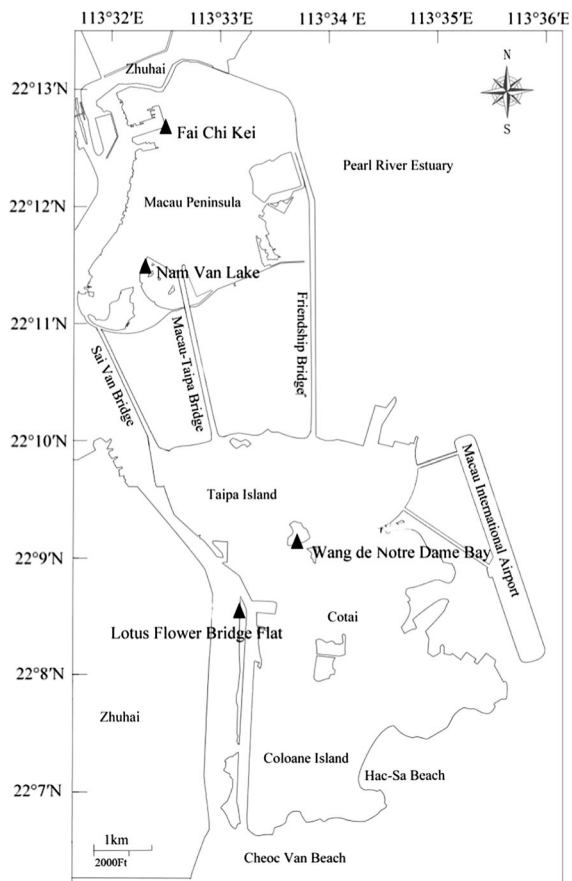 113°32'E 113°33'E 113°35'E 113°36'E
Zhuhai
N
S
22°13'N
Fai Chi Kei
Pearl River Estuary
22°12'N
Macau Peninsula
Nam Van Lake
22°11'N
Sai Van Bridge
Macau-Taipa Bridge
Friendship Bridge
22°10'N
Taipa Island
Macau International Airport
22°9'N
Wang de Notre Dame Bay
Lotus Flower Bridge Flat
Cotai
22°8'N
Zhuhai
Coloane Island
Hac-Sa Beach
22°7'N
1km
2000Ft
Cheoc Van Beach